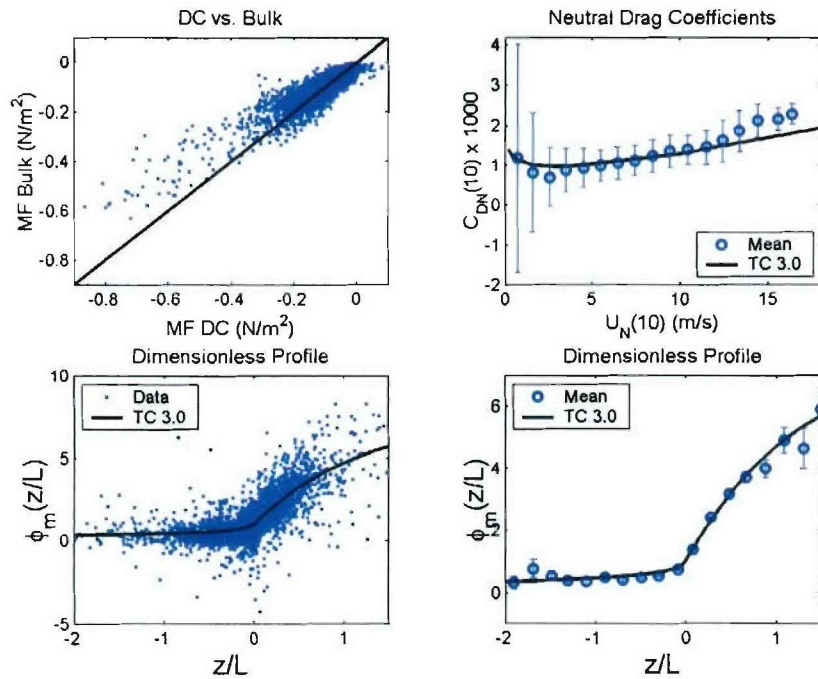 DC vs. Bulk
0
-0.2
-0.4
-0.6
-0.8
MF Bulk (N/m²)
-0.8 -0.6 -0.4 -0.2 0
MF DC (N/m²)
Neutral Drag Coefficients
4
3
2
1
0
1
-2
C_DN(10) x 1000
Mean
TC 3.0
0 5 10 15
U_N(10) (m/s)
Dimensionless Profile
10
5
0
-5
ϕ_m(z/L)
Data
TC 3.0
-2 -1 0 1
z/L
Dimensionless Profile
6
4
2
0
ϕ_m(z/L)
Mean
TC 3.0
-2 -1 0 1
z/L